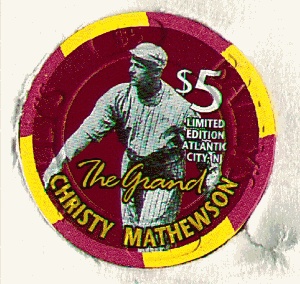 $5
LIMITED
EDITION
ATLANTIC
CITY, NJ
The Grand
CHRISTY MATHEWSON